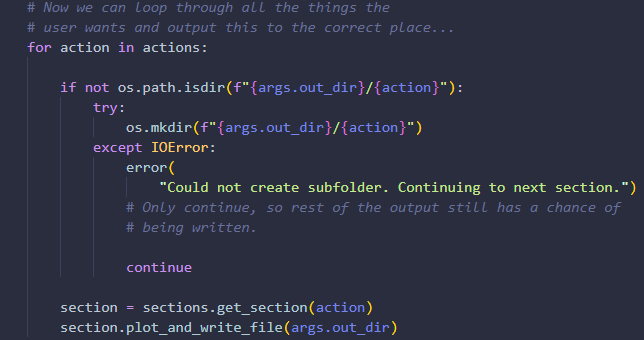 # Now we can loop through all the things the
# user wants and output this to the correct place...
for action in actions:
if not os.path.isdir(f"{args.out_dir}/{action}"):
try:
os.mkdir(f"{args.out_dir}/{action}")
except IOError:
error(
"Could not create subfolder. Continuing to next section.")
# Only continue, so rest of the output still has a chance of
# being written.
continue
section = sections.get_section(action)
section.plot_and_write_file(args.out_dir)